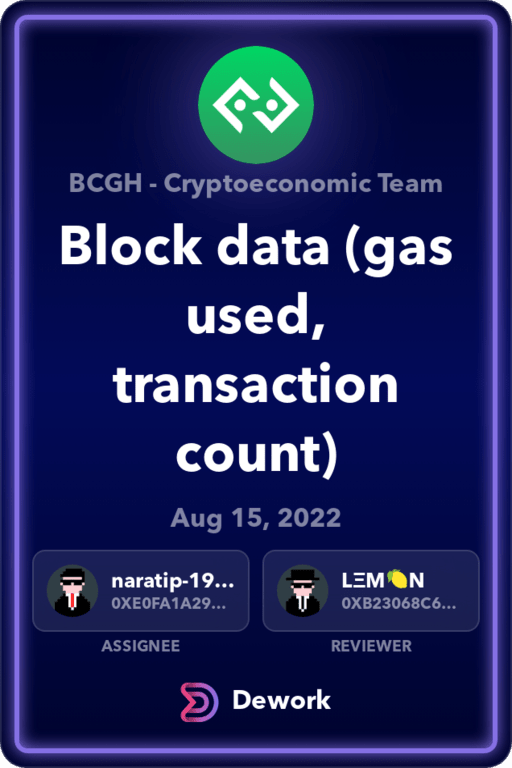 BCGH - Cryptoeconomic Team
Block data (gas
used,
transaction
count)
Aug 15, 2022
naratip-19...
0XE0FA1A29...
LΞM🍋N
0XB23068C6...
ASSIGNEE
REVIEWER
Dework